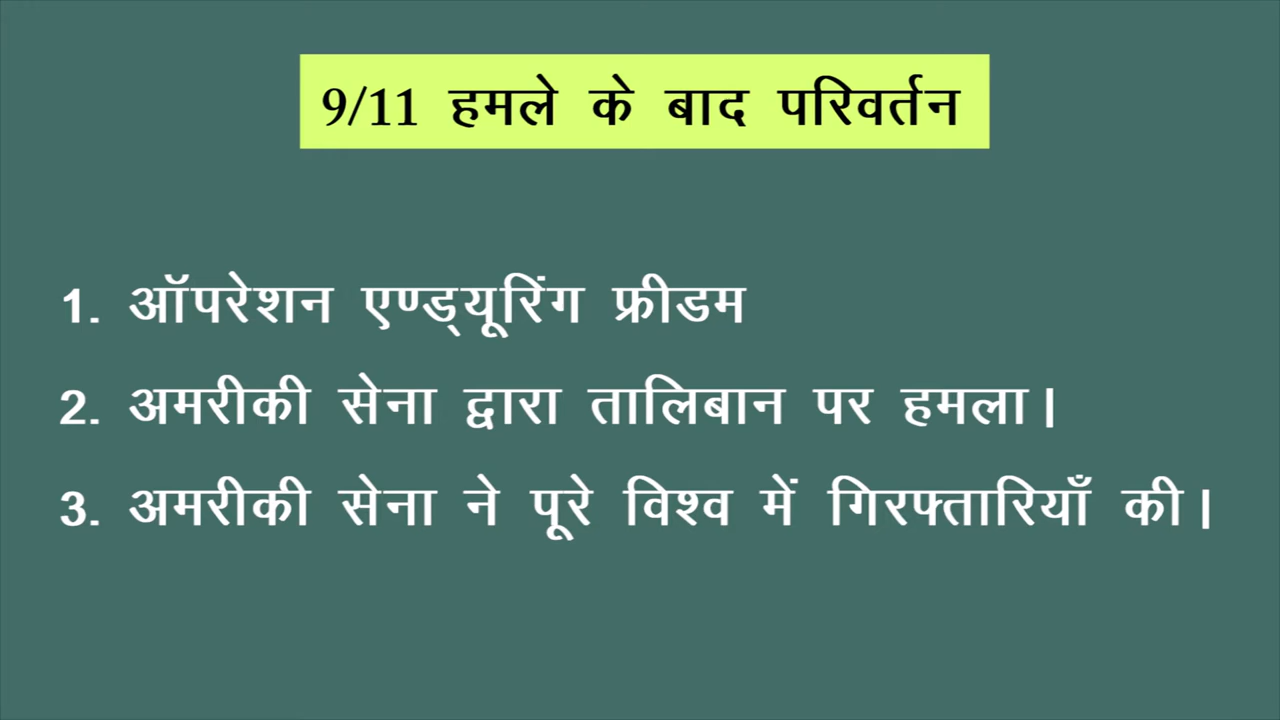 9/11 हमले के बाद परिवर्तन
1. ऑपरेशन एण्ड्यूरिंग फ्रीडम
2. अमरीकी सेना द्वारा तालिबान पर हमला।
3. अमरीकी सेना ने पूरे विश्व में गिरफ्तारियाँ की।